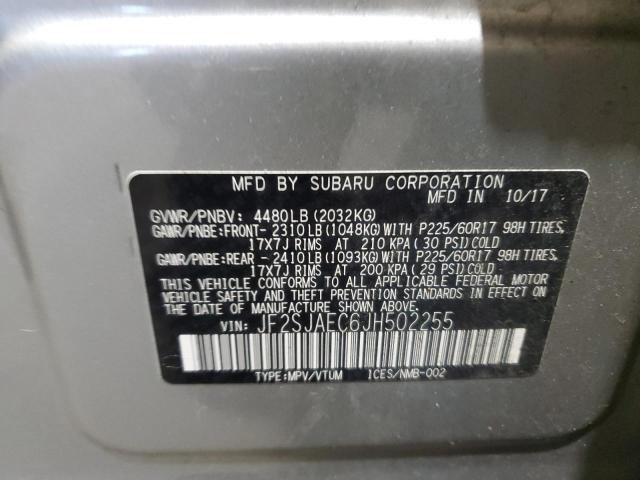 MFD BY SUBARU CORPORATION
MFD IN 10/17
GVWR/PNBV: 4480LB(2032KG)
GAWR/PNBE:FRONT-2310LB(1048KG)WITH P225/60R17 98H TIRES,
17X7J RIMS AT 210 KPA(30 PSI)COLD
GAWR/PNBE:REAR -2410LB(1093KG)WITH P225/60R17 98H TIRES,
17X7J RIMS AT 200 KPA(29 PSI)COLD
THIS VEHICLE CONFORMS TO ALL APPLICABLE FEDERAL MOTOR
VEHICLE SAFETY AND BUMPER STANDARDS IN EFFECT ON
THE DATE OF MANUFACTURE SHOWN ABOVE.
VIN: JF2SJAEC6JH502255
TYPE:MPV/VTUM 1CES/NMB-002